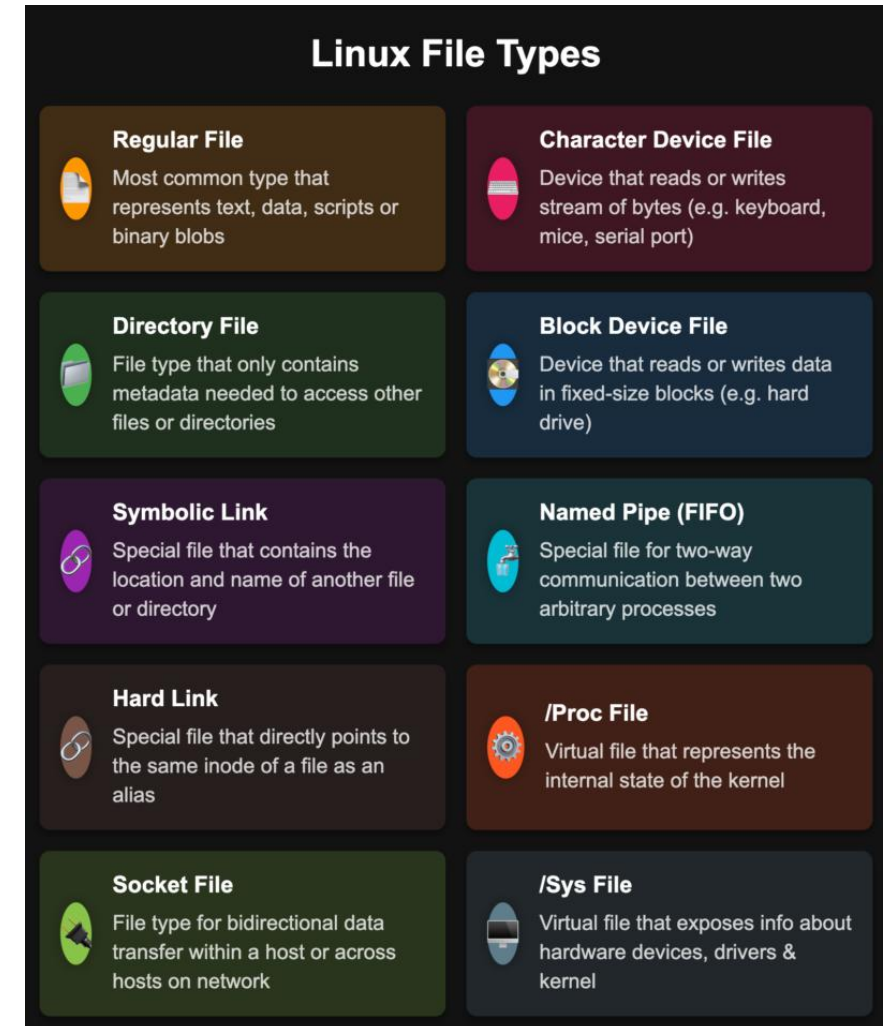 Linux File Types
Regular File
Most common type that
represents text, data, scripts or
binary blobs
Character Device File
Device that reads or writes
stream of bytes (e.g. keyboard,
mice, serial port)
Directory File
File type that only contains
metadata needed to access other
files or directories
Block Device File
Device that reads or writes data
in fixed-size blocks (e.g. hard
drive)
Symbolic Link
Special file that contains the
location and name of another file
or directory
Named Pipe (FIFO)
Special file for two-way
communication between two
arbitrary processes
Hard Link
Special file that directly points to
the same inode of a file as an
alias
/Proc File
Virtual file that represents the
internal state of the kernel
Socket File
File type for bidirectional data
transfer within a host or across
hosts on network
/Sys File
Virtual file that exposes info about
hardware devices, drivers &
kernel